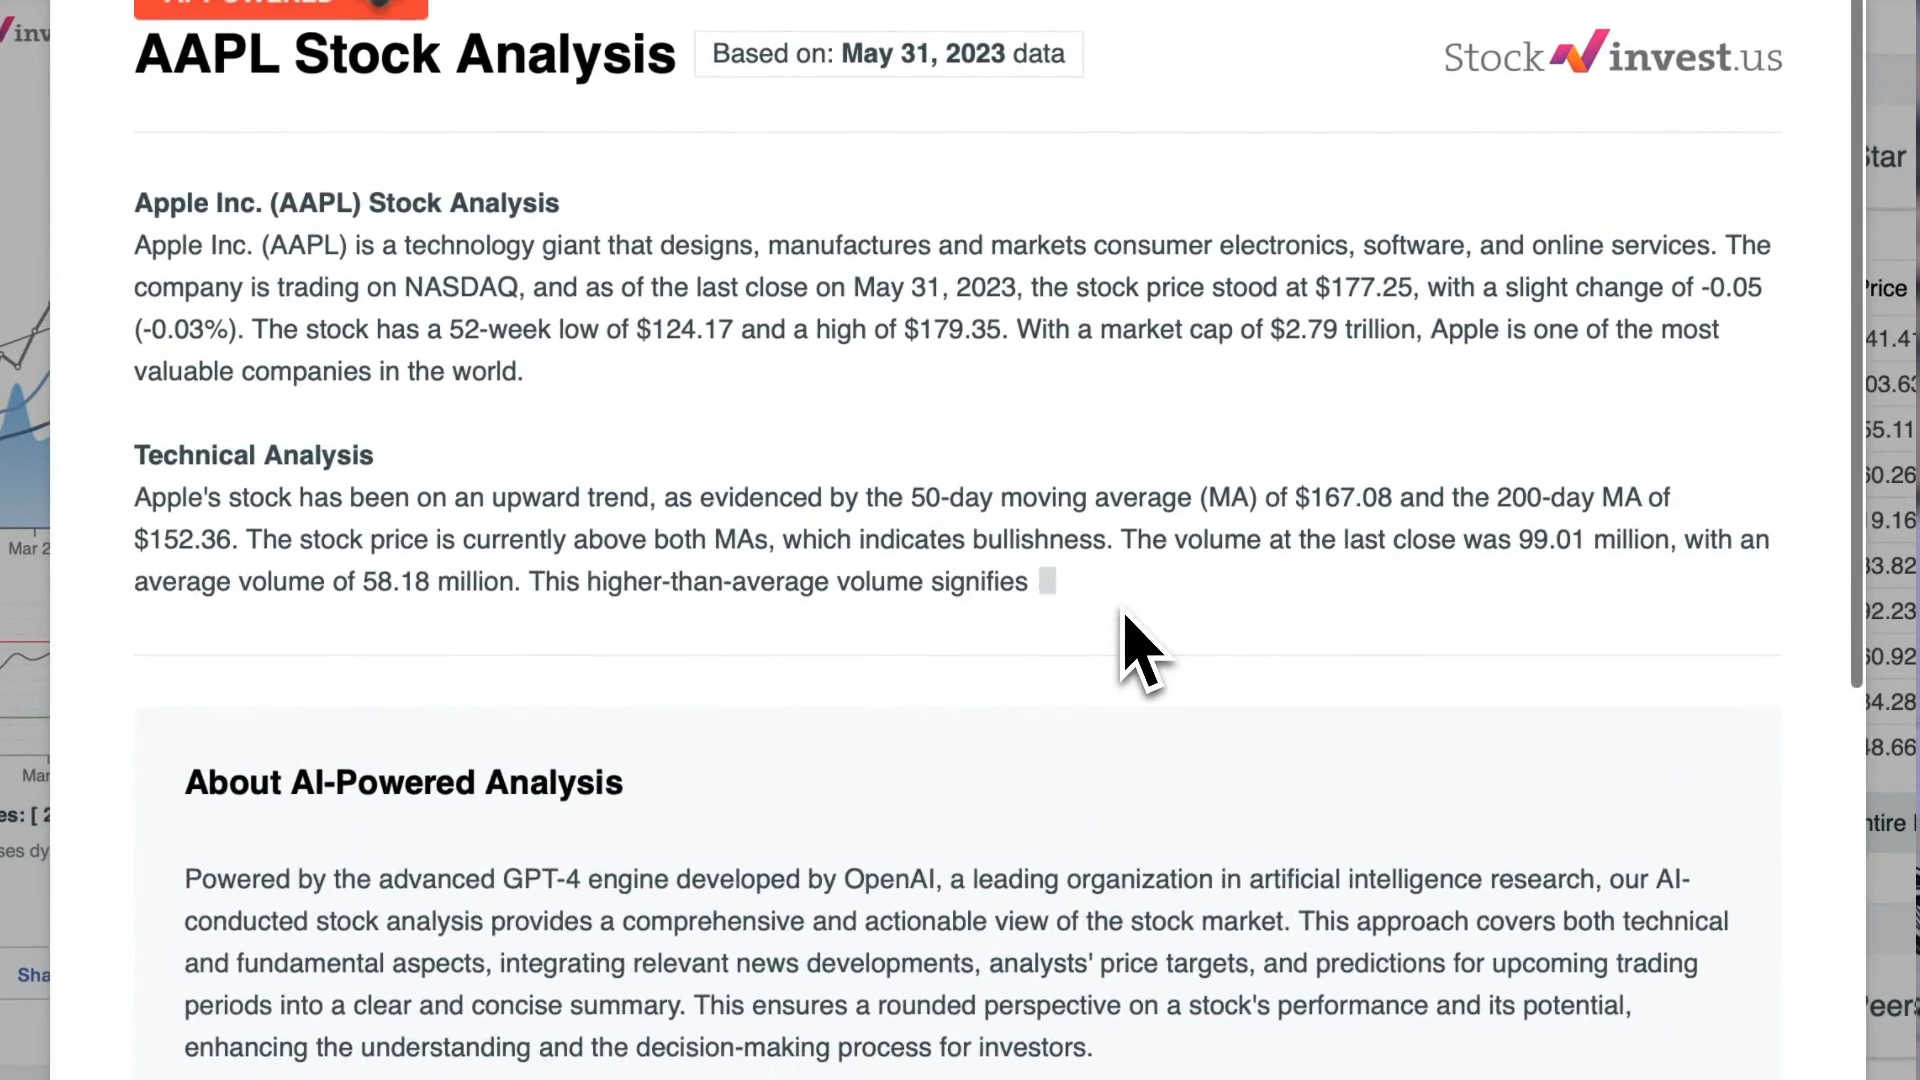 AAPL Stock Analysis
Based on: May 31, 2023 data
Stock invest.us
Apple Inc. (AAPL) Stock Analysis
Apple Inc. (AAPL) is a technology giant that designs, manufactures and markets consumer electronics, software, and online services. The
company is trading on NASDAQ, and as of the last close on May 31, 2023, the stock price stood at $177.25, with a slight change of -0.05
(-0.03%). The stock has a 52-week low of $124.17 and a high of $179.35. With a market cap of $2.79 trillion, Apple is one of the most
valuable companies in the world.
Technical Analysis
Apple's stock has been on an upward trend, as evidenced by the 50-day moving average (MA) of $167.08 and the 200-day MA of
$152.36. The stock price is currently above both MAs, which indicates bullishness. The volume at the last close was 99.01 million, with an
average volume of 58.18 million. This higher-than-average volume signifies
About AI-Powered Analysis
Powered by the advanced GPT-4 engine developed by OpenAI, a leading organization in artificial intelligence research, our AI-
conducted stock analysis provides a comprehensive and actionable view of the stock market. This approach covers both technical
and fundamental aspects, integrating relevant news developments, analysts' price targets, and predictions for upcoming trading
periods into a clear and concise summary. This ensures a rounded perspective on a stock's performance and its potential,
enhancing the understanding and the decision-making process for investors.